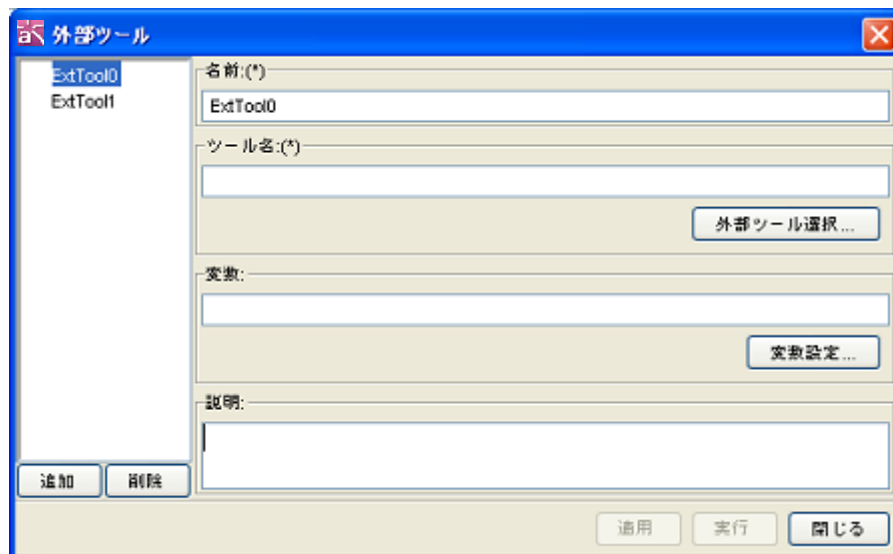 外部ツール
ExtTool0
ExtTool1
追加
削除
名前:(*)
ExtTool0
ツール名:(*)
外部ツール選択...
変数:
変数設定...
説明:
適用
実行
閉じる